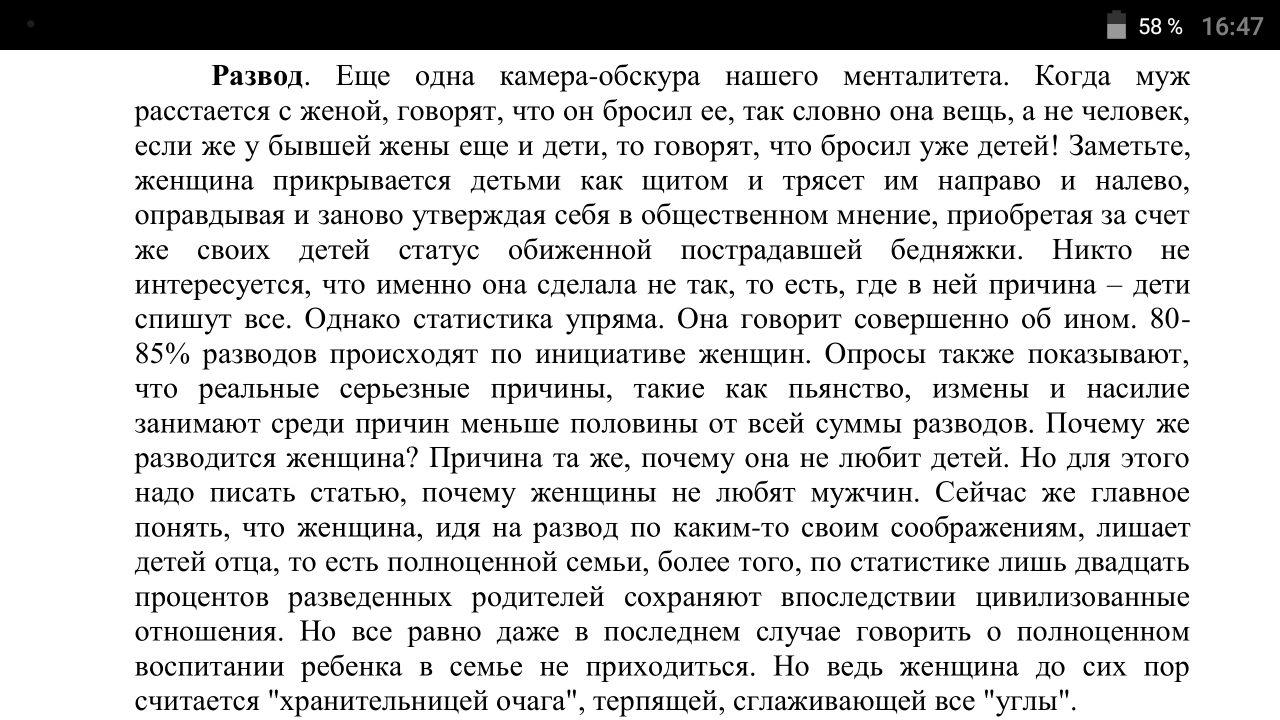 58 % 16:47
Развод. Еще одна камера-обскура нашего менталитета. Когда муж
расстается с женой, говорят, что он бросил ее, так словно она вещь, а не человек,
если же у бывшей жены еще и дети, то говорят, что бросил уже детей! Заметьте,
женщина прикрывается детьми как щитом и трясет им направо и налево,
оправдывая и заново утверждая себя в общественном мнение, приобретая за счет
же своих детей статус обиженной пострадавшей бедняжки. Никто не
интересуется, что именно она сделала не так, то есть, где в ней причина – дети
спишут все. Однако статистика упряма. Она говорит совершенно об ином. 80-
85% разводов происходят по инициативе женщин. Опросы также показывают,
что реальные серьезные причины, такие как пьянство, измены и насилие
занимают среди причин меньше половины от всей суммы разводов. Почему же
разводится женщина? Причина та же, почему она не любит детей. Но для этого
надо писать статью, почему женщины не любят мужчин. Сейчас же главное
понять, что женщина, идя на развод по каким-то своим соображениям, лишает
детей отца, то есть полноценной семьи, более того, по статистике лишь двадцать
процентов разведенных родителей сохраняют впоследствии цивилизованные
отношения. Но все равно даже в последнем случае говорить о полноценном
воспитании ребенка в семье не приходиться. Но ведь женщина до сих пор
считается "хранительницей очага", терпящей, сглаживающей все "углы".